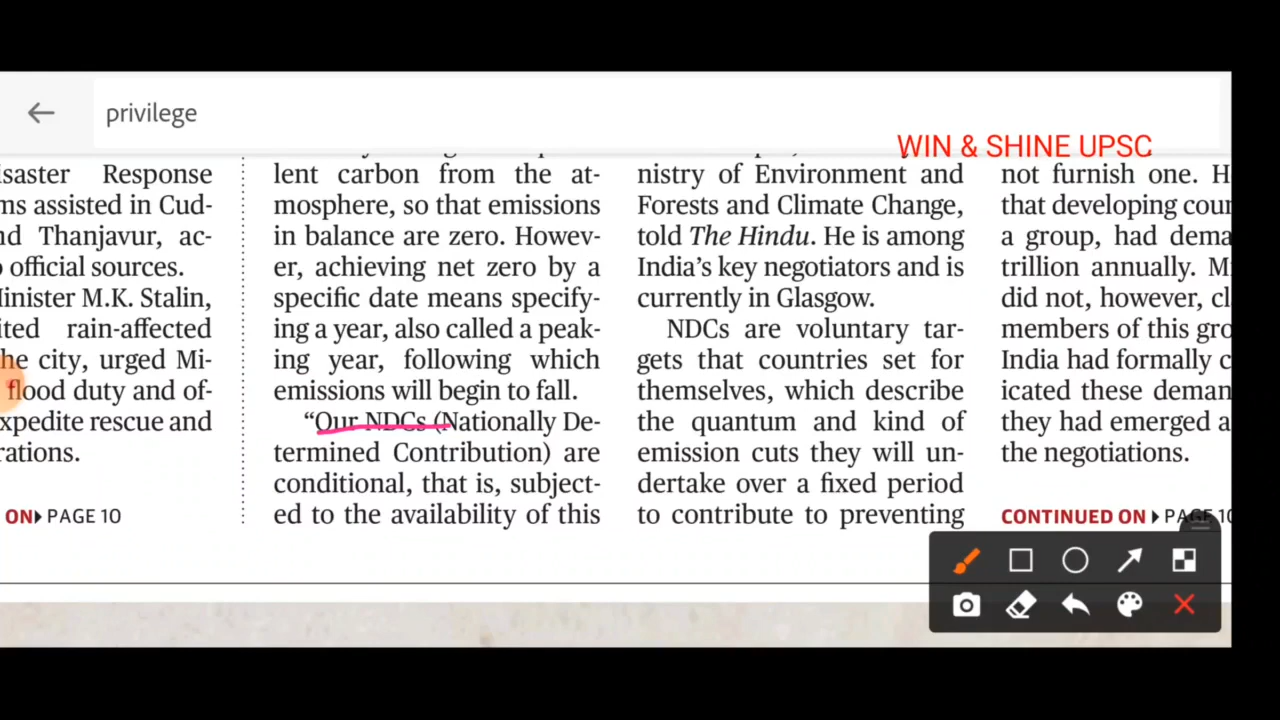 privilege
WIN & SHINE UPSC
isaster Response
ms assisted in Cud-
nd Thanjavur, ac-
o official sources.
Minister M.K. Stalin,
ited rain-affected
he city, urged Mi-
flood duty and of-
xpedite rescue and
rations.
ON PAGE 10
lent carbon from the at-
mosphere, so that emissions
in balance are zero. Howev-
er, achieving net zero by a
specific date means specify-
ing a year, also called a peak-
ing year, following which
emissions will begin to fall.
“Our NDCs (Nationally De-
termined Contribution) are
conditional, that is, subject-
ed to the availability of this
nistry of Environment and
Forests and Climate Change,
told The Hindu. He is among
India’s key negotiators and is
currently in Glasgow.
NDCs are voluntary tar-
gets that countries set for
themselves, which describe
the quantum and kind of
emission cuts they will un-
dertake over a fixed period
to contribute to preventing
not furnish one. H
that developing coun
a group, had dema
trillion annually. M
did not, however, cl
members of this gro
India had formally c
icated these deman
they had emerged a
the negotiations.
CONTINUED ON PAGE 10